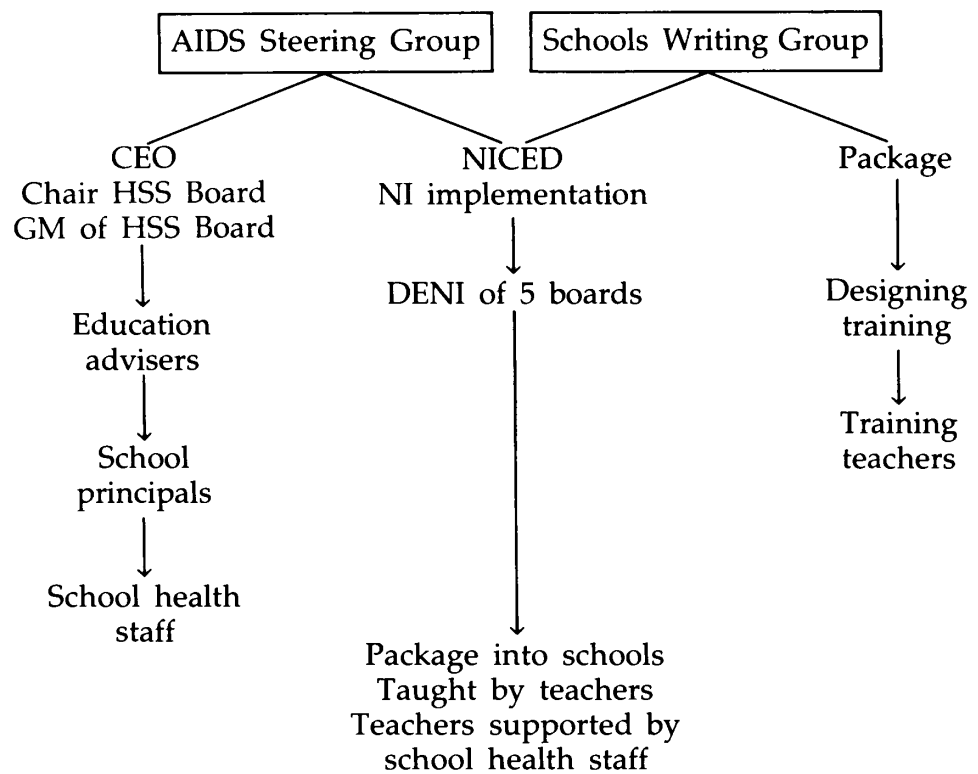 AIDS Steering Group
Schools Writing Group
CEO
Chair HSS Board
GM of HSS Board
Education
advisers
School
principals
School health
staff
NICED
NI implementation
DENI of 5 boards
Package into schools
Taught by teachers
Teachers supported by
school health staff
Package
Designing
training
Training
teachers